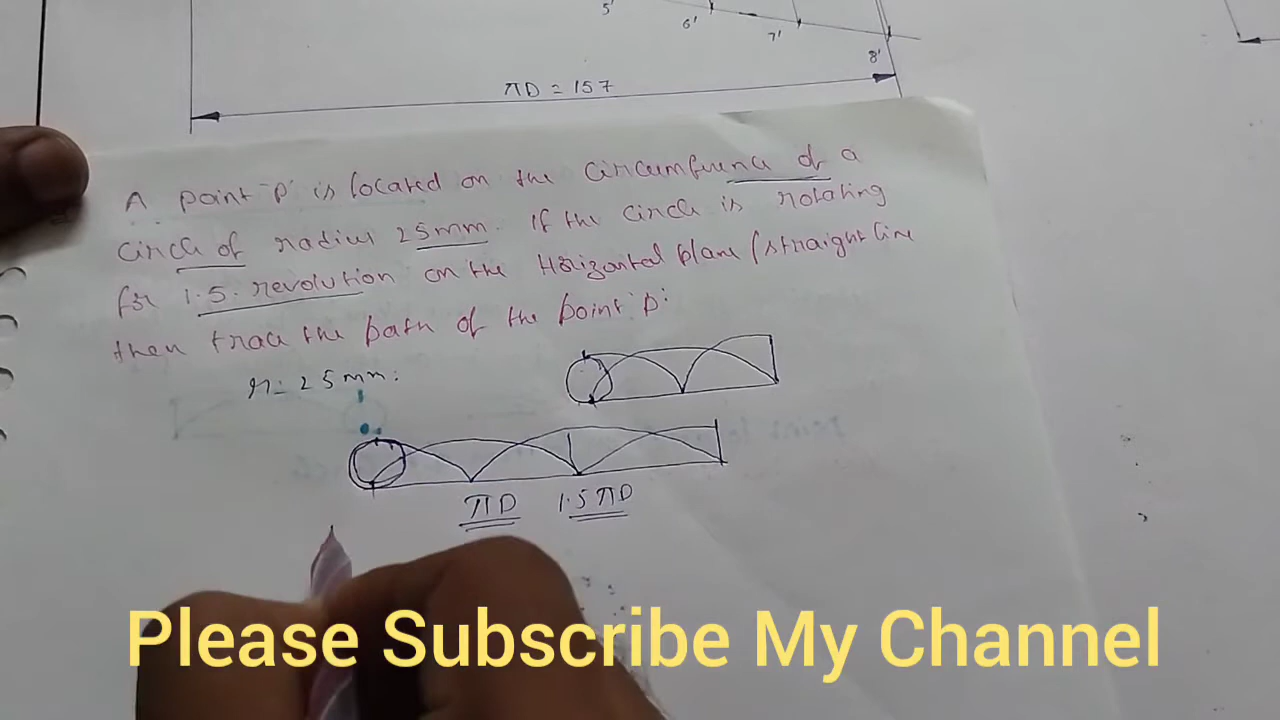 5'
6'
7'
8'
πD = 157
A point 'P' is located on the circumference of a
circle of radius 25mm. If the circle is rotating
for 1.5. revolution on the Horizontal plane / straight line
then trace the path of the point 'P'
r = 25mm.
πD 1.5πD
Please Subscribe My Channel